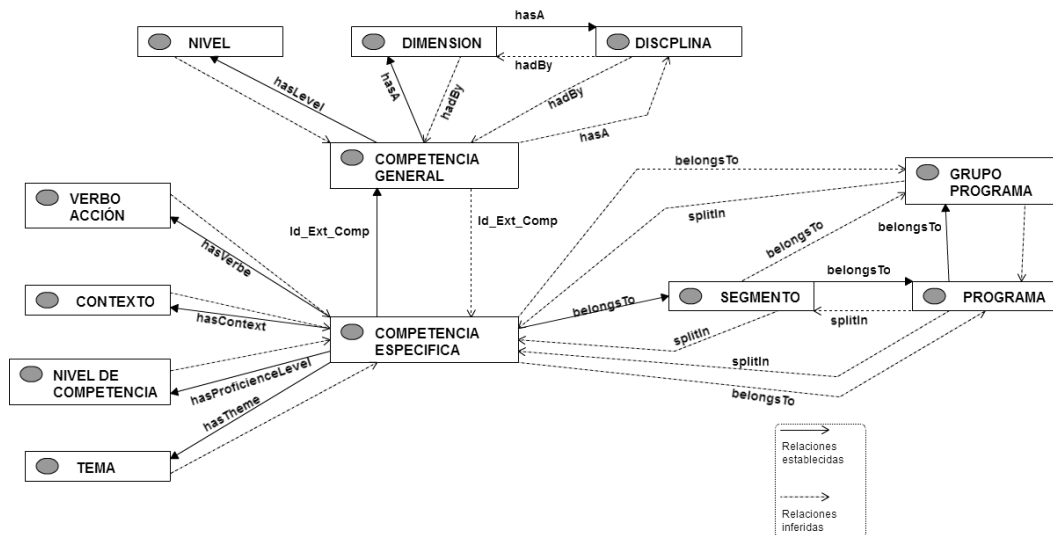 hasA
NIVEL
DIMENSION
DISCPLINA
hadBy
hasLevel
hasA
hadBy
hadBy
hasA
COMPETENCIA
GENERAL
belongsTo
GRUPO
PROGRAMA
VERBO
ACCIÓN
splitIn
Id_Ext_Comp
Id_Ext_Comp
belongsTo
belongsTo
hasVerbe
belongsTo
CONTEXTO
belongsTo
SEGMENTO
PROGRAMA
hasContext
splitIn
COMPETENCIA
ESPECIFICA
splitIn
NIVEL DE
COMPETENCIA
hasProficienceLevel
splitIn
hasTheme
belongsTo
TEMA
Relaciones
establecidas
Relaciones
inferidas